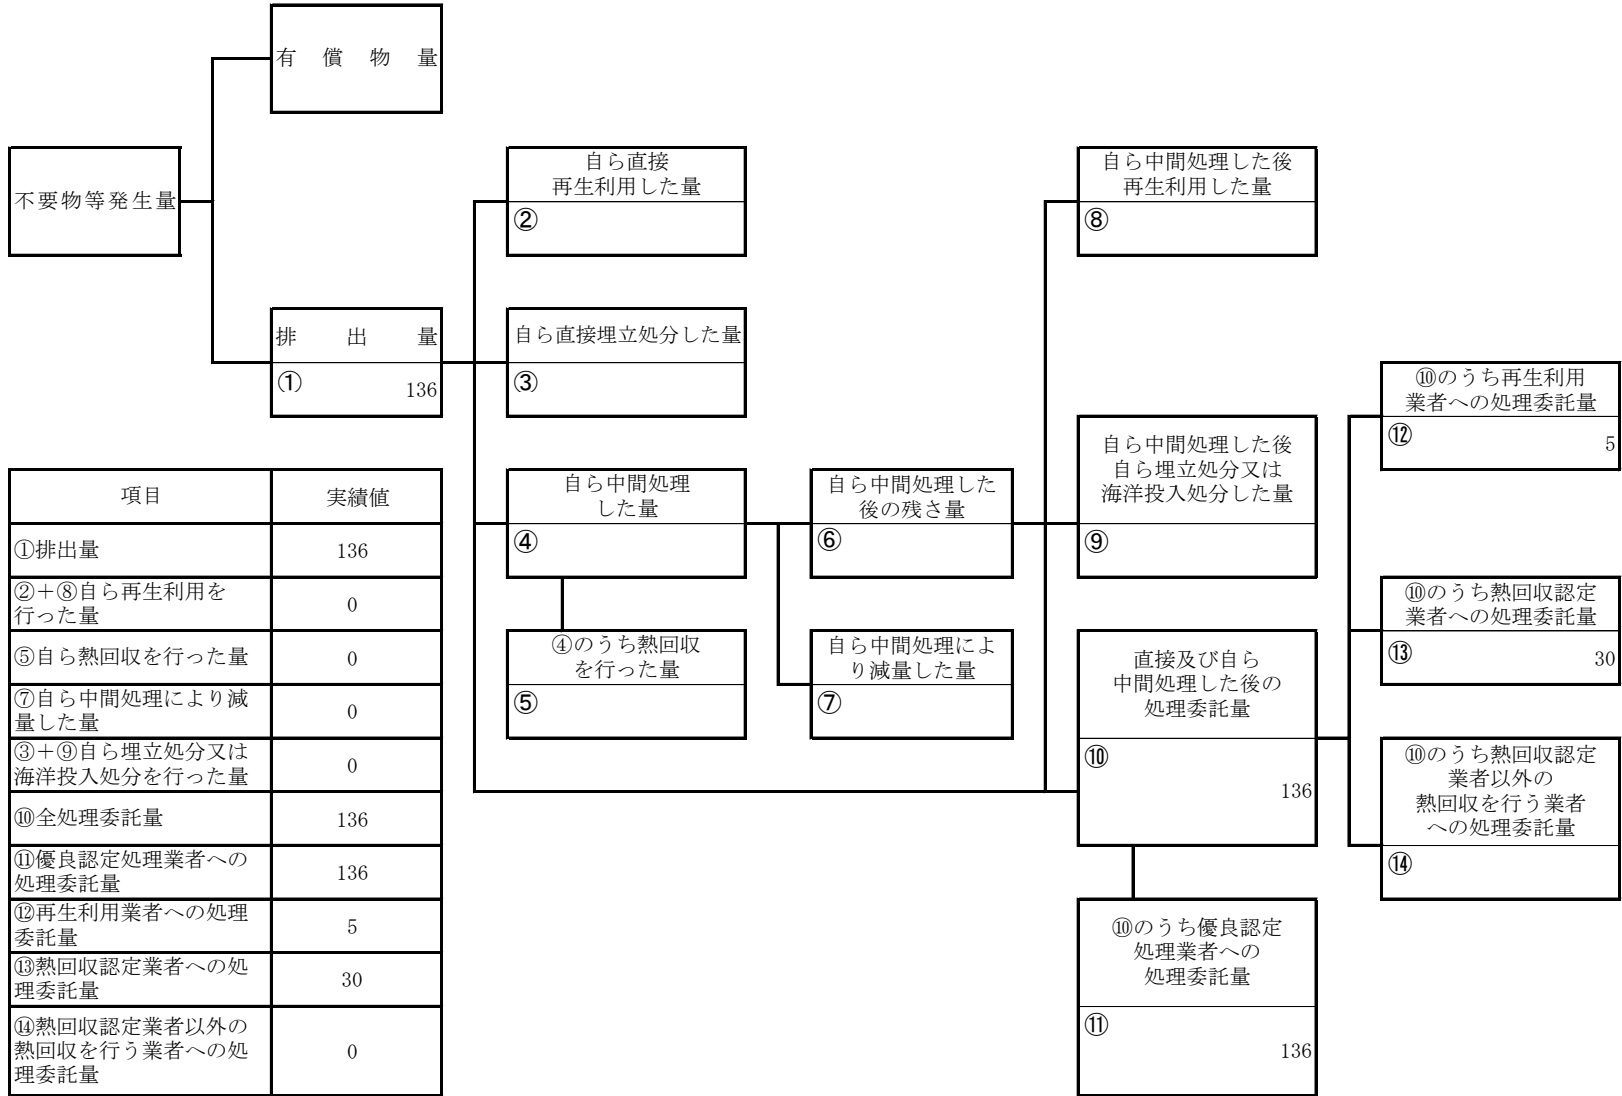 有償物量
不要物等発生量
排出量
①
136
自ら直接
再生利用した量
②
自ら直接埋立処分した量
③
自ら中間処理
した量
④
④のうち熱回収
を行った量
⑤
自ら中間処理した
後の残さ量
⑥
自ら中間処理によ
り減量した量
⑦
自ら中間処理した後
再生利用した量
⑧
自ら中間処理した後
自ら埋立処分又は
海洋投入処分した量
⑨
直接及び自ら
中間処理した後の
処理委託量
⑩
136
⑩のうち優良認定
処理業者への
処理委託量
⑪
136
⑩のうち再生利用
業者への処理委託量
⑫
5
⑩のうち熱回収認定
業者への処理委託量
⑬
30
⑩のうち熱回収認定
業者以外の
熱回収を行う業者
への処理委託量
⑭
項目 実績値
①排出量 136
②+⑧自ら再生利用を
行った量 0
⑤自ら熱回収を行った量 0
⑦自ら中間処理により減
量した量 0
③+⑨自ら埋立処分又は
海洋投入処分を行った量 0
⑩全処理委託量 136
⑪優良認定処理業者への
処理委託量 136
⑫再生利用業者への処理
委託量 5
⑬熱回収認定業者への処
理委託量 30
⑭熱回収認定業者以外の
熱回収を行う業者への処
理委託量 0